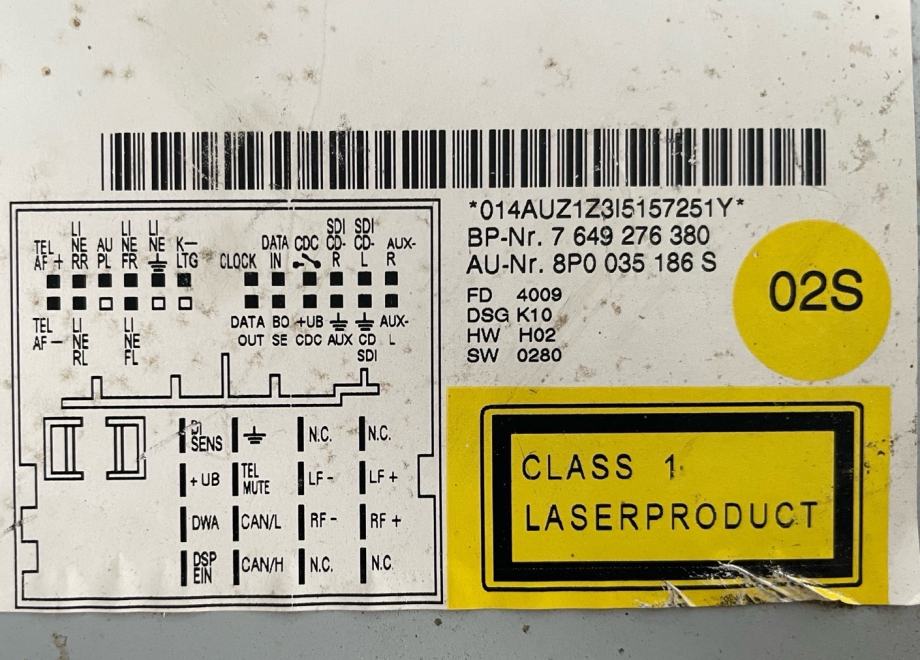 *014AUZ1Z3I5157251Y*
BP-Nr. 7 649 276 380
AU-Nr. 8P0 035 186 S
FD 4009
DSG K10
HW H02
SW 0280
02S
TEL AF+ LI NE RR AU PL LI NE FR LI NE K- LTG CLOCK DATA IN CDC SDI CD- R SDI CD- L AUX- R
TEL AF- LI NE RL LI NE FL DATA OUT BO SE +UB CDC AUX CD SDI AUX- L
DI SENS N.C. N.C.
+UB TEL MUTE LF- LF+
DWA CAN/L RF- RF+
DSP EIN CAN/H N.C. N.C.
CLASS 1
LASERPRODUCT